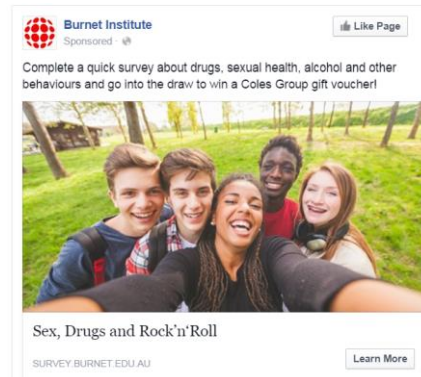 Burnet Institute
Like Page
Sponsored ·
Complete a quick survey about drugs, sexual health, alcohol and other
behaviours and go into the draw to win a Coles Group gift voucher!
Sex, Drugs and Rock'n'Roll
SURVEY.BURNET.EDU.AU
Learn More